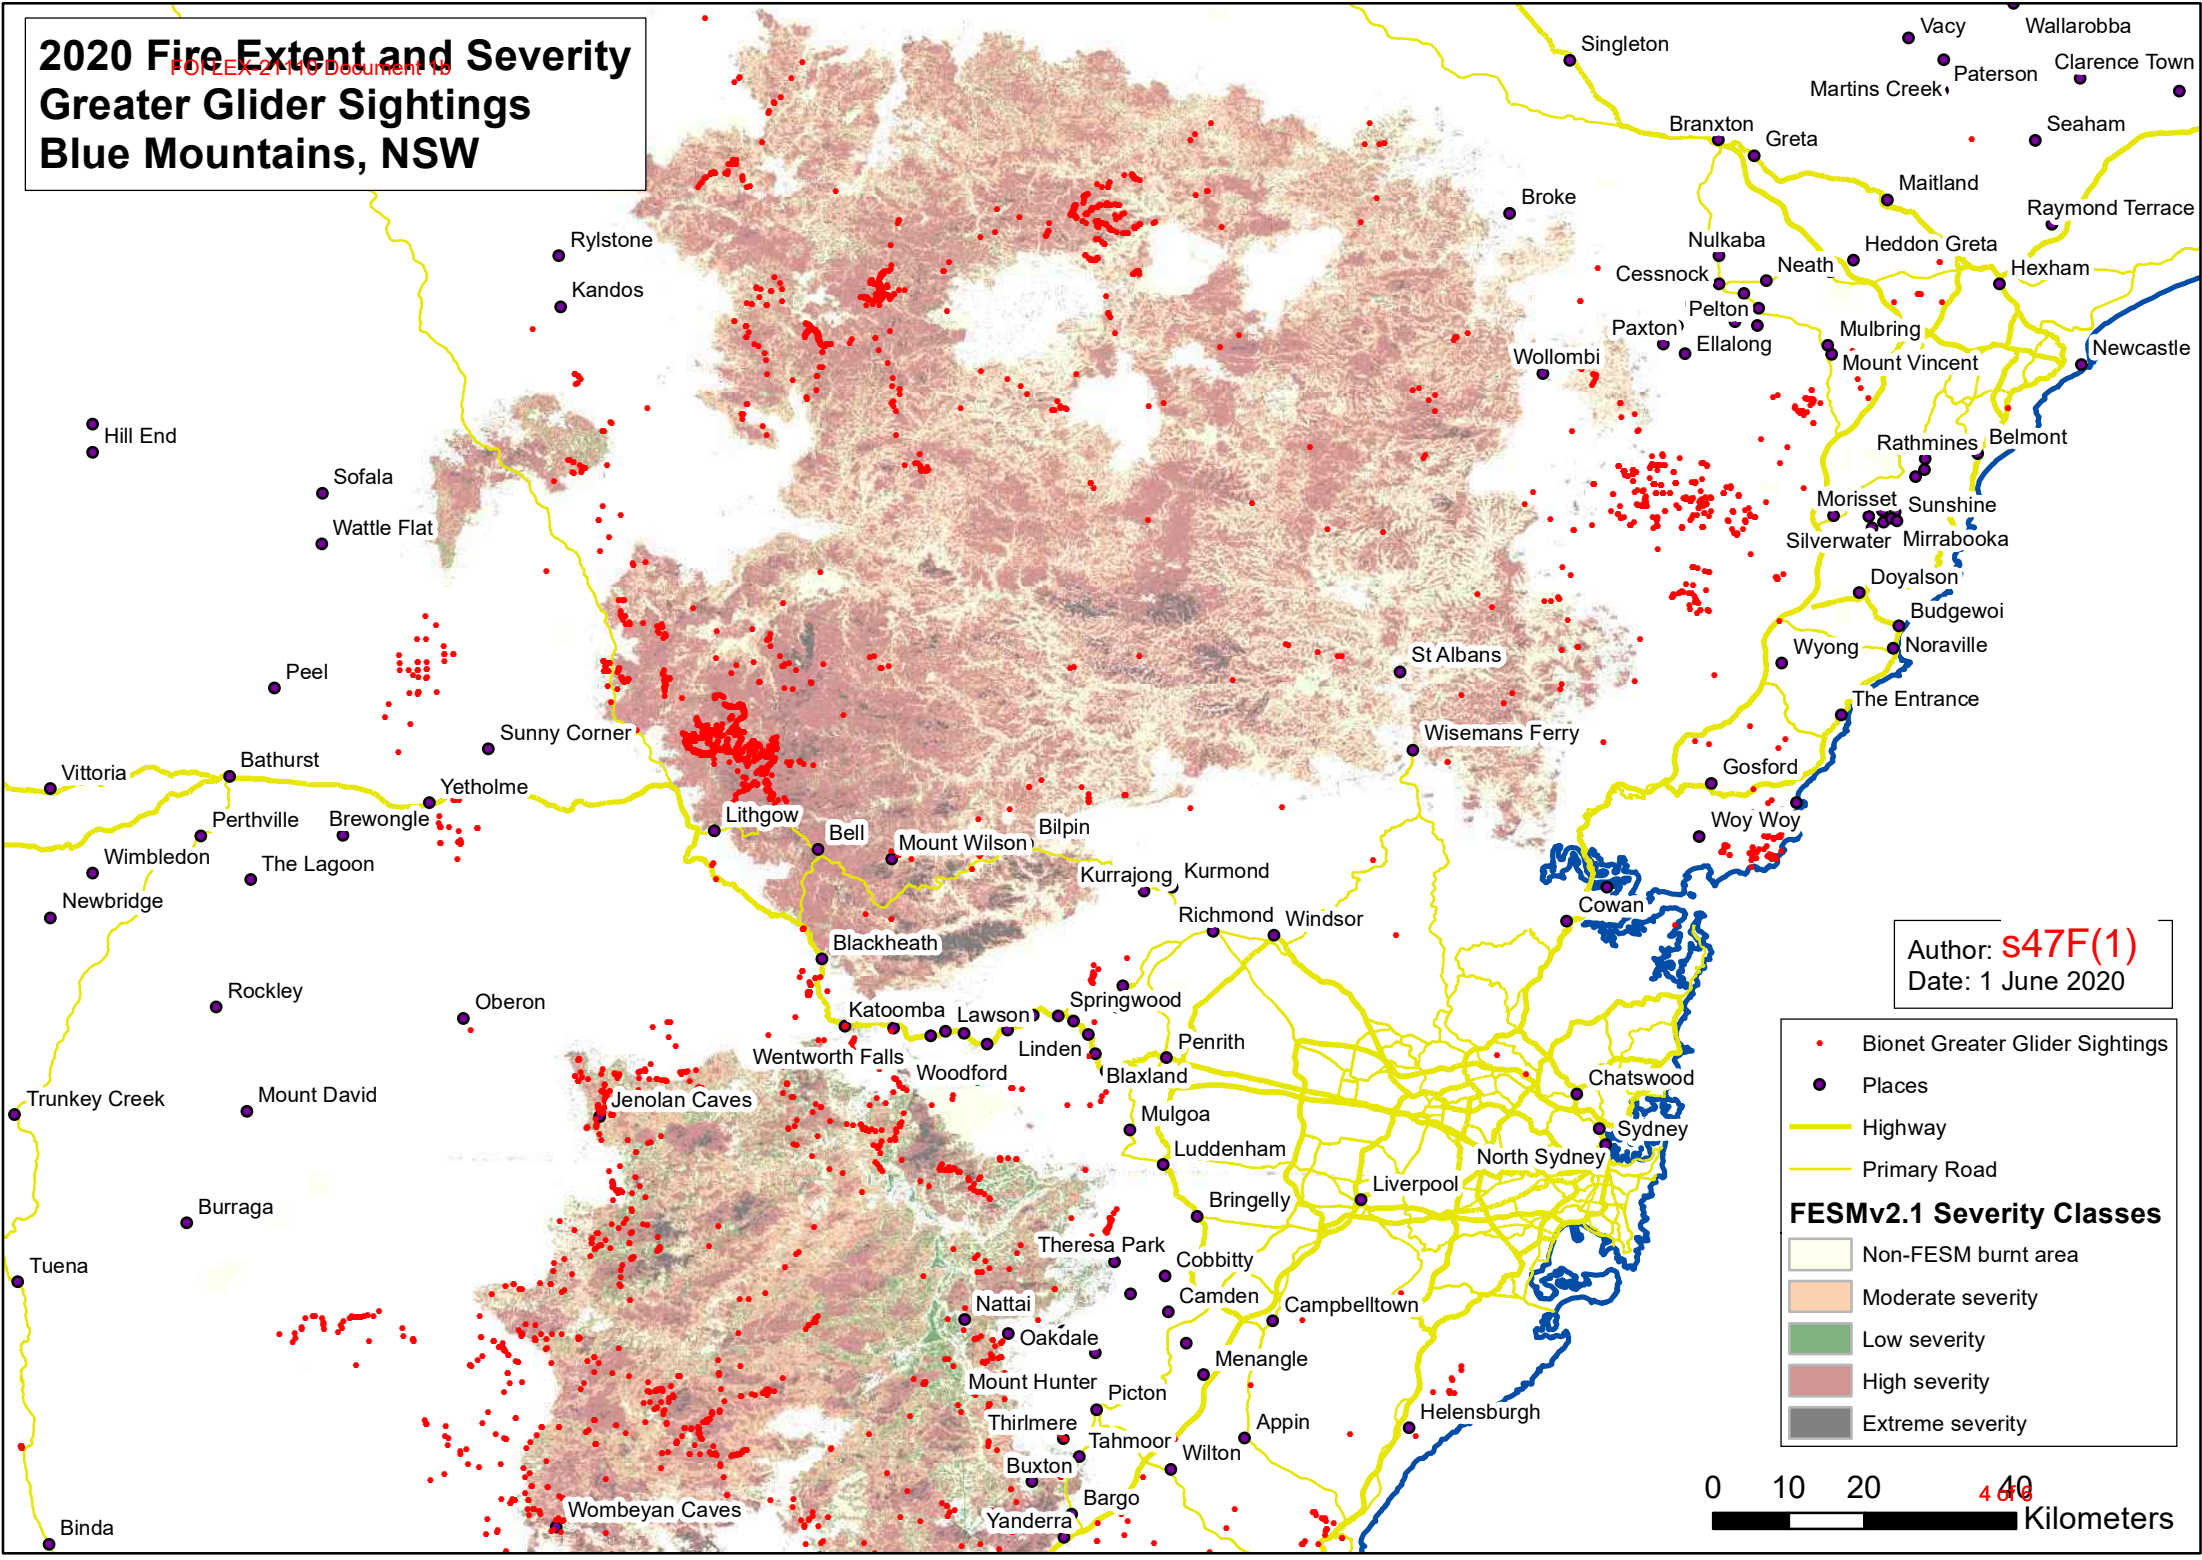 2020 Fire Extent and Severity
FOI LEX-21110 Document 1b
Greater Glider Sightings
Blue Mountains, NSW
Singleton
Vacy
Wallarobba
Paterson
Clarence Town
Martins Creek
Branxton
Greta
Seaham
Maitland
Broke
Raymond Terrace
Rylstone
Nulkaba
Heddon Greta
Cessnock
Neath
Hexham
Kandos
Pelton
Paxton
Mulbring
Ellalong
Newcastle
Wollombi
Mount Vincent
Hill End
Rathmines
Belmont
Sofala
Morisset
Sunshine
Wattle Flat
Silverwater
Mirrabooka
Doyalson
Budgewoi
Peel
St Albans
Wyong
Noraville
The Entrance
Sunny Corner
Wisemans Ferry
Bathurst
Vittoria
Gosford
Yetholme
Perthville
Brewongle
Lithgow
Bell
Bilpin
Woy Woy
Mount Wilson
Wimbledon
The Lagoon
Kurrajong
Kurmond
Newbridge
Richmond
Windsor
Cowan
Blackheath
Author: s47F(1)
Date: 1 June 2020
Rockley
Oberon
Katoomba
Lawson
Springwood
Wentworth Falls
Linden
Penrith
Woodford
Blaxland
Chatswood
Trunkey Creek
Mount David
Jenolan Caves
Mulgoa
Sydney
Luddenham
North Sydney
Liverpool
Burraga
Bringelly
Theresa Park
Cobbitty
Tuena
Nattai
Camden
Campbelltown
Oakdale
Menangle
Mount Hunter
Picton
Thirlmere
Appin
Helensburgh
Tahmoor
Wilton
Buxton
Bargo
Wombeyan Caves
Yanderra
Binda
Bionet Greater Glider Sightings
Places
Highway
Primary Road
FESMv2.1 Severity Classes
Non-FESM burnt area
Moderate severity
Low severity
High severity
Extreme severity
0 10 20 40
4 of 6
Kilometers